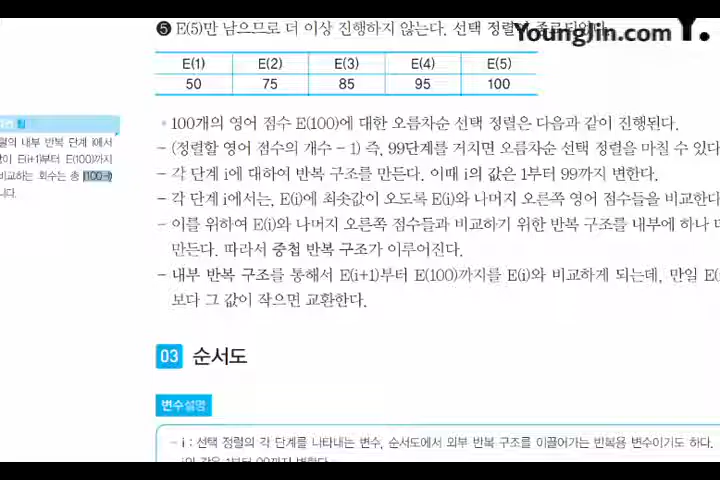 ❺ E(5)만 남으므로 더 이상 진행하지 않는다. 선택 정렬이 종료되었다.
YoungJin.com Y.
E(1) E(2) E(3) E(4) E(5)
50 75 85 95 100
◦ 100개의 영어 점수 E(100)에 대한 오름차순 선택 정렬은 다음과 같이 진행된다.
– (정렬할 영어 점수의 개수 – 1) 즉, 99단계를 거치면 오름차순 선택 정렬을 마칠 수 있다
– 각 단계 i에 대하여 반복 구조를 만든다. 이때 i의 값은 1부터 99까지 변한다.
– 각 단계 i에서는, E(i)에 최솟값이 오도록 E(i)와 나머지 오른쪽 영어 점수들을 비교한다
– 이를 위하여 E(i)와 나머지 오른쪽 점수들과 비교하기 위한 반복 구조를 내부에 하나
만든다. 따라서 중첩 반복 구조가 이루어진다.
– 내부 반복 구조를 통해서 E(i+1)부터 E(100)까지를 E(i)와 비교하게 되는데, 만일
보다 그 값이 작으면 교환한다.
렬의 내부 반복 단계 i에서
값이 E(i+1)부터 E(100)까지
비교하는 회수는 총 (100-i)
니다.
03 순서도
변수 설명
– i : 선택 정렬의 각 단계를 나타내는 변수, 순서도에서 외부 반복 구조를 이끌어가는 반복용 변수이기도 하다.